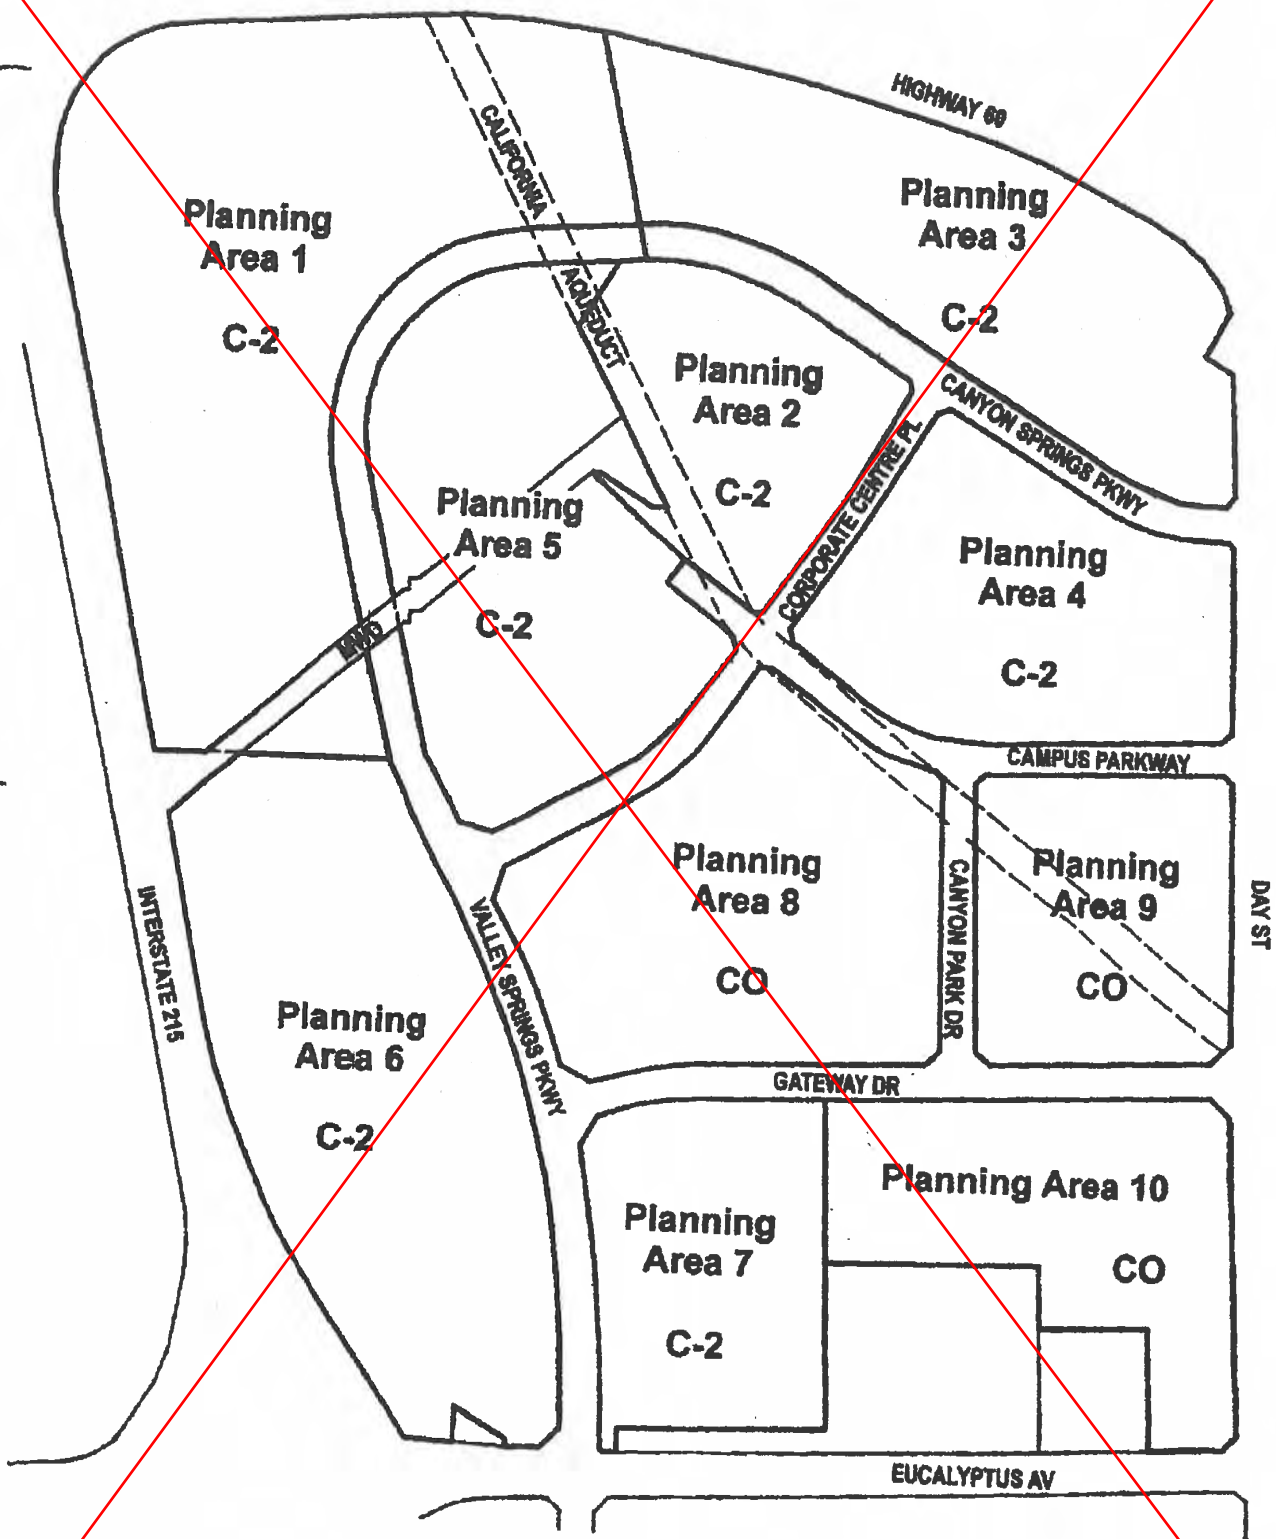 HIGHWAY 60
CALIFORNIA
AQUEDUCT
Planning
Area 1
C-2
Planning
Area 3
C-2
Planning
Area 2
C-2
CANYON SPRINGS PKWY
CORPORATE CENTRE PL
Planning
Area 5
C-2
Planning
Area 4
C-2
MWD
CAMPUS PARKWAY
Planning
Area 8
CO
Planning
Area 9
CO
CANYON PARK DR
DAY ST
INTERSTATE 215
VALLEY SPRINGS PKWY
Planning
Area 6
C-2
GATEWAY DR
Planning Area 10
CO
Planning
Area 7
C-2
EUCALYPTUS AV